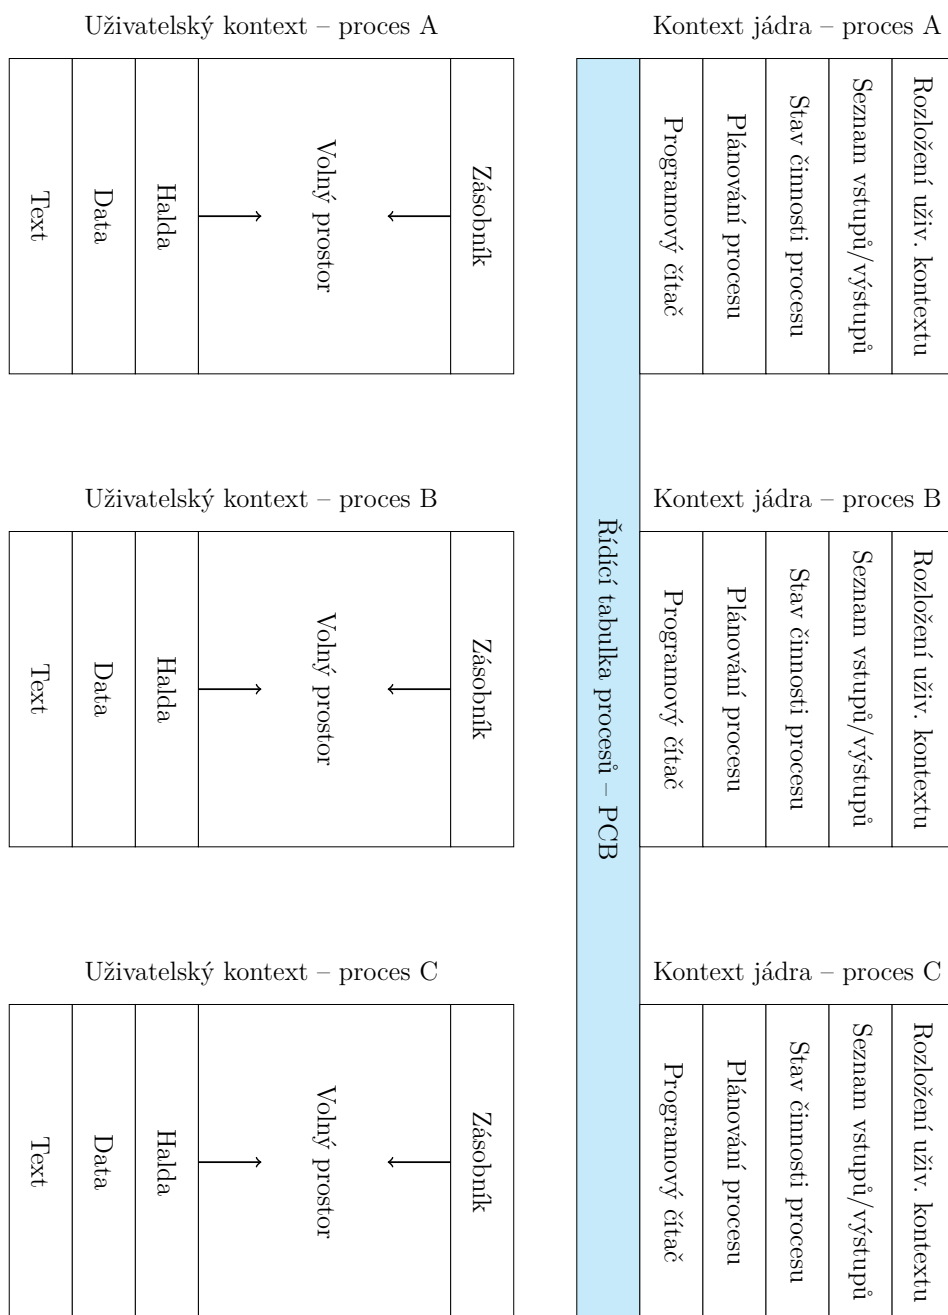 Uživatelský kontext – proces A
Text
Data
Halda
Volný prostor
Zásobník
Kontext jádra – proces A
Programový čítač
Plánování procesu
Stav činnosti procesu
Seznam vstupů/výstupů
Rozložení uživ. kontextu
Řídící tabulka procesů – PCB
Uživatelský kontext – proces B
Text
Data
Halda
Volný prostor
Zásobník
Kontext jádra – proces B
Programový čítač
Plánování procesu
Stav činnosti procesu
Seznam vstupů/výstupů
Rozložení uživ. kontextu
Uživatelský kontext – proces C
Text
Data
Halda
Volný prostor
Zásobník
Kontext jádra – proces C
Programový čítač
Plánování procesu
Stav činnosti procesu
Seznam vstupů/výstupů
Rozložení uživ. kontextu